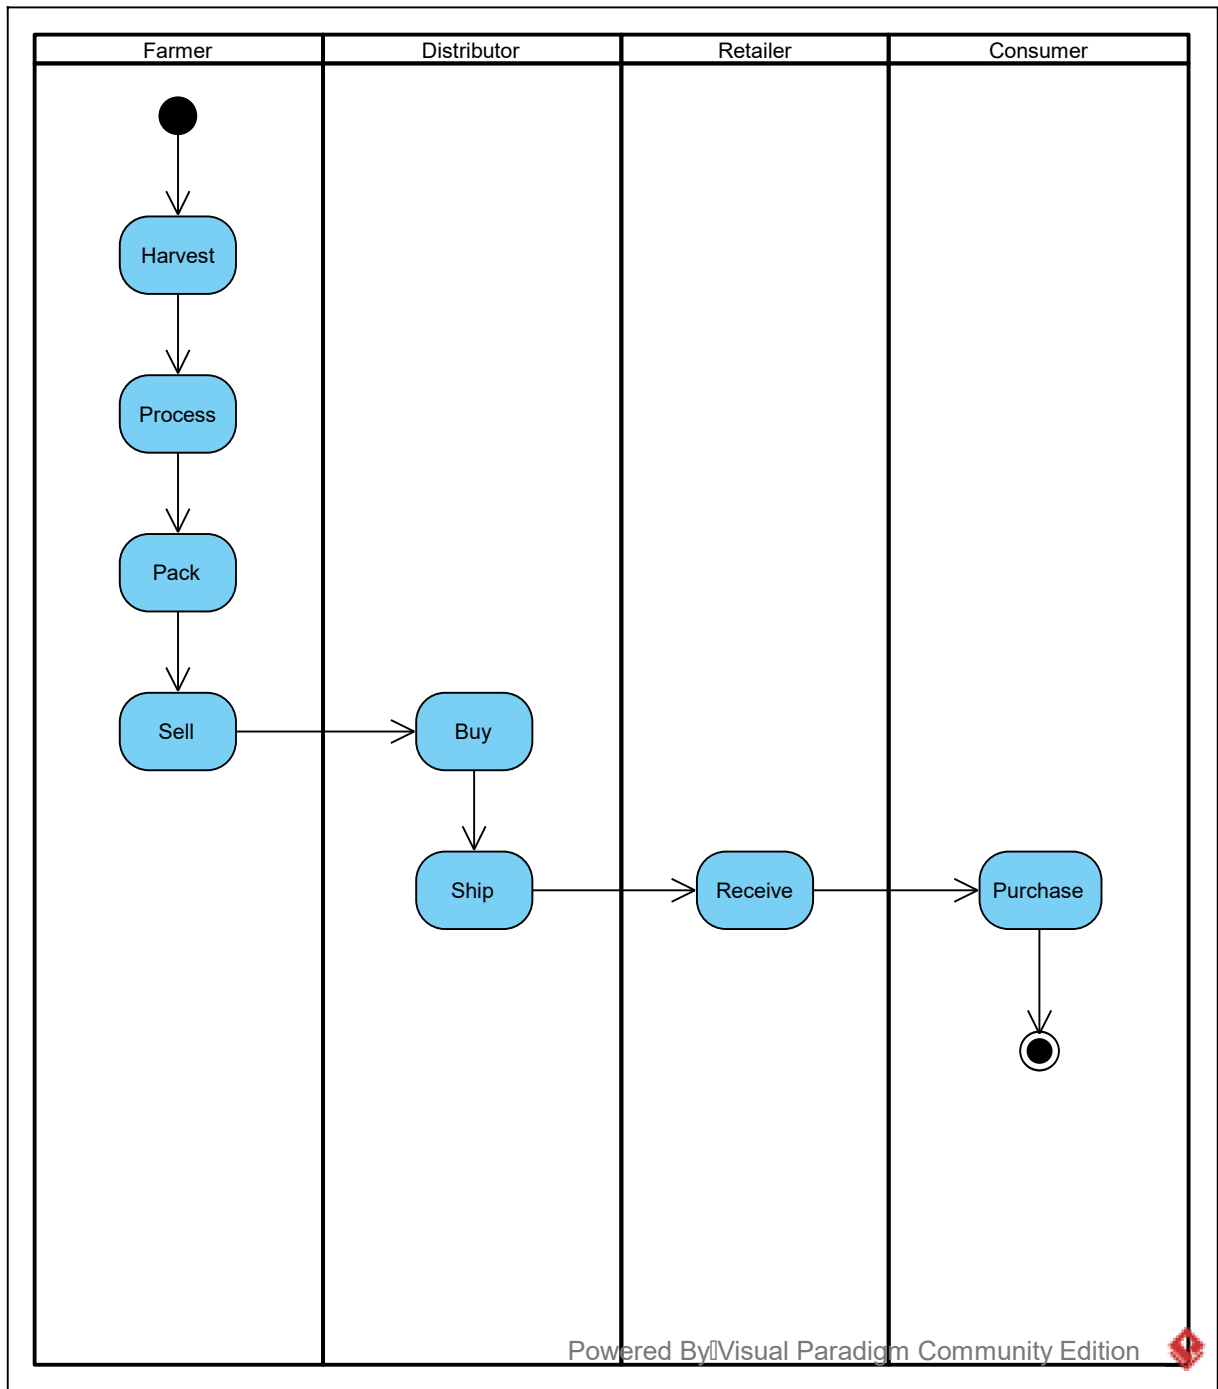 Farmer
Distributor
Retailer
Consumer
Harvest
Process
Pack
Sell
Buy
Ship
Receive
Purchase
Powered By▯Visual Paradigm Community Edition